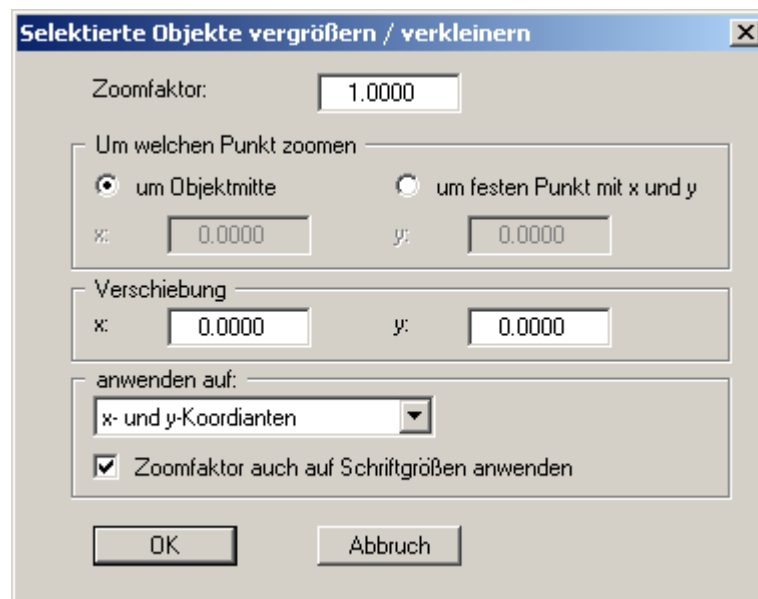 Selektierte Objekte vergrößern / verkleinern
Zoomfaktor: 1.0000
Um welchen Punkt zoomen
um Objektmitte um festen Punkt mit x und y
x: 0.0000 y: 0.0000
Verschiebung
x: 0.0000 y: 0.0000
anwenden auf:
x- und y-Koordianten
Zoomfaktor auch auf Schriftgrößen anwenden
OK Abbruch